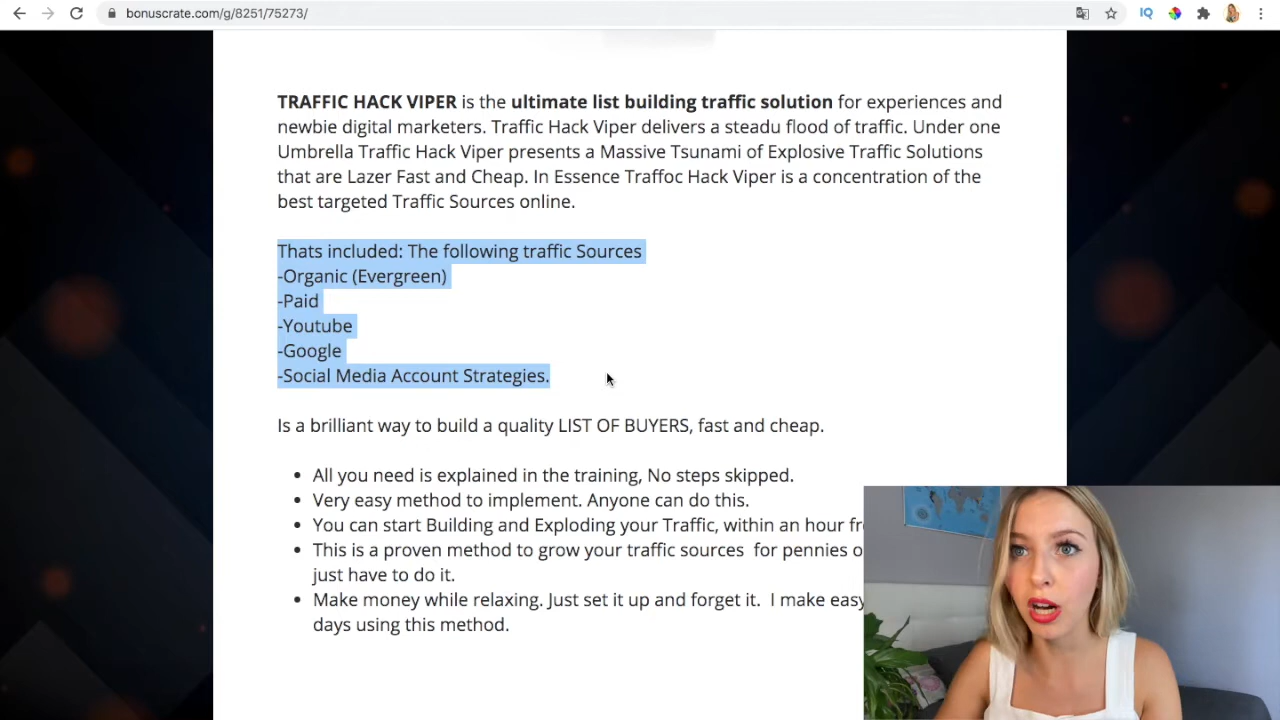 bonuscrate.com/g/8251/75273/
IQ
TRAFFIC HACK VIPER is the ultimate list building traffic solution for experiences and
newbie digital marketers. Traffic Hack Viper delivers a steadu flood of traffic. Under one
Umbrella Traffic Hack Viper presents a Massive Tsunami of Explosive Traffic Solutions
that are Lazer Fast and Cheap. In Essence Traffoc Hack Viper is a concentration of the
best targeted Traffic Sources online.
Thats included: The following traffic Sources
-Organic (Evergreen)
-Paid
-Youtube
-Google
-Social Media Account Strategies.
Is a brilliant way to build a quality LIST OF BUYERS, fast and cheap.
• All you need is explained in the training, No steps skipped.
• Very easy method to implement. Anyone can do this.
• You can start Building and Exploding your Traffic, within an hour
• This is a proven method to grow your traffic sources for pennies
just have to do it.
• Make money while relaxing. Just set it up and forget it. I make easy
days using this method.